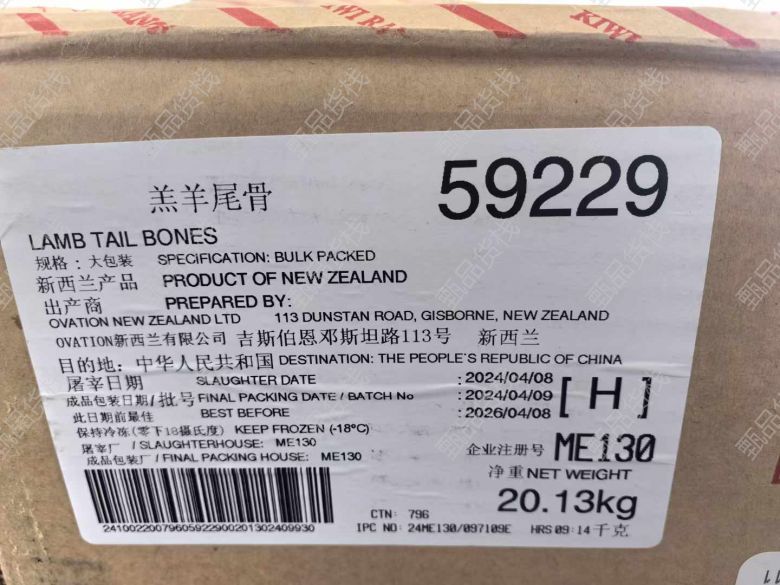 KIWI
羔羊尾骨
59229
LAMB TAIL BONES
规格：大包装 SPECIFICATION: BULK PACKED
新西兰产品 PRODUCT OF NEW ZEALAND
出产商 PREPARED BY:
OVATION NEW ZEALAND LTD 113 DUNSTAN ROAD, GISBORNE, NEW ZEALAND
OVATION新西兰有限公司 吉斯伯恩邓斯坦路113号 新西兰
目的地：中华人民共和国 DESTINATION: THE PEOPLE'S REPUBLIC OF CHINA
屠宰日期 SLAUGHTER DATE :2024/04/08
成品包装日期/批号 FINAL PACKING DATE / BATCH No :2024/04/09 [H]
此日期前最佳 BEST BEFORE :2026/04/08
保持冷冻(零下18摄氏度) KEEP FROZEN (-18°C)
屠宰厂 / SLAUGHTERHOUSE: ME130 企业注册号 ME130
成品包装厂 / FINAL PACKING HOUSE: ME130 净重 NET WEIGHT
20.13kg
CTN: 796
24100220079605922900201302409930 IPC NO: 24ME130/097109E HRS 09:14 千克
甄品货栈